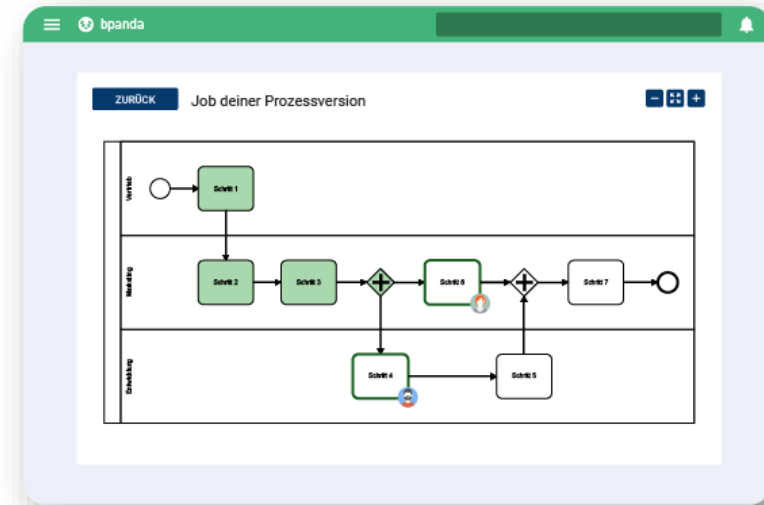 bpanda
ZURÜCK
Job deiner Prozessversion
Vertrieb
Schritt 1
Marketing
Schritt 2
Schritt 3
Schritt 6
Schritt 7
Entwicklung
Schritt 4
Schritt 5